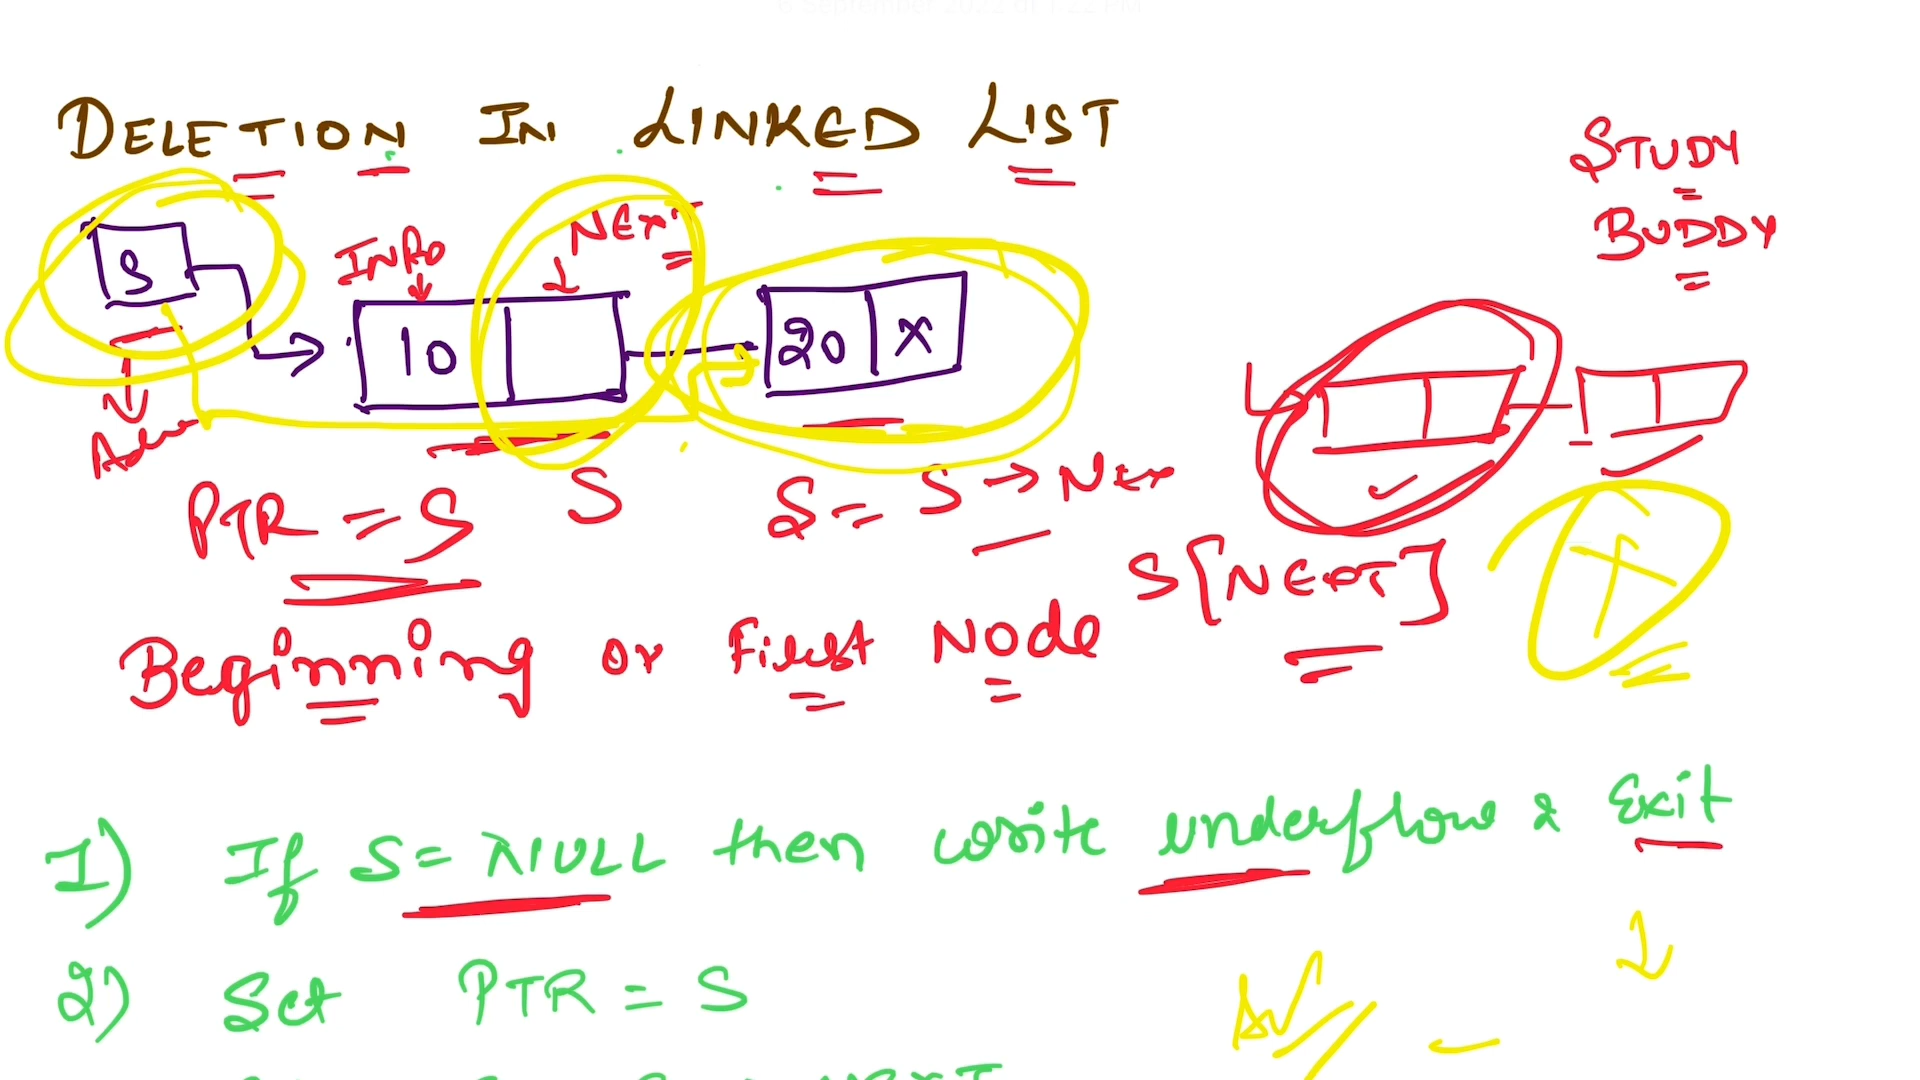 DELETION IN LINKED LIST
STUDY
BUDDY
S
INFO
NEXT
10
20 X
PTR = S
S
S = S → Nex
S[NEXT]
Beginning or First Node
1) If S = NULL then write underflow & Exit
2) Set PTR = S